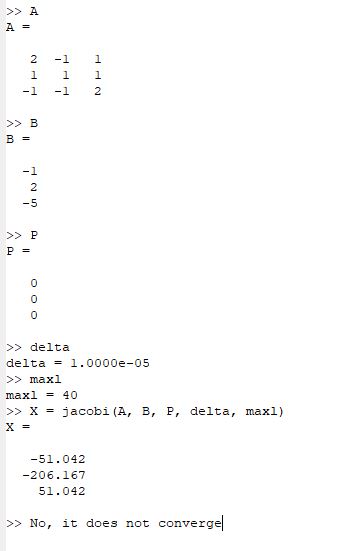 >> A
A =
2 -1 1
1 1 1
-1 -1 2
>> B
B =
-1
2
-5
>> P
P =
0
0
0
>> delta
delta = 1.0000e-05
>> max1
max1 = 40
>> X = jacobi(A, B, P, delta, max1)
X =
-51.042
-206.167
51.042
>> No, it does not converge